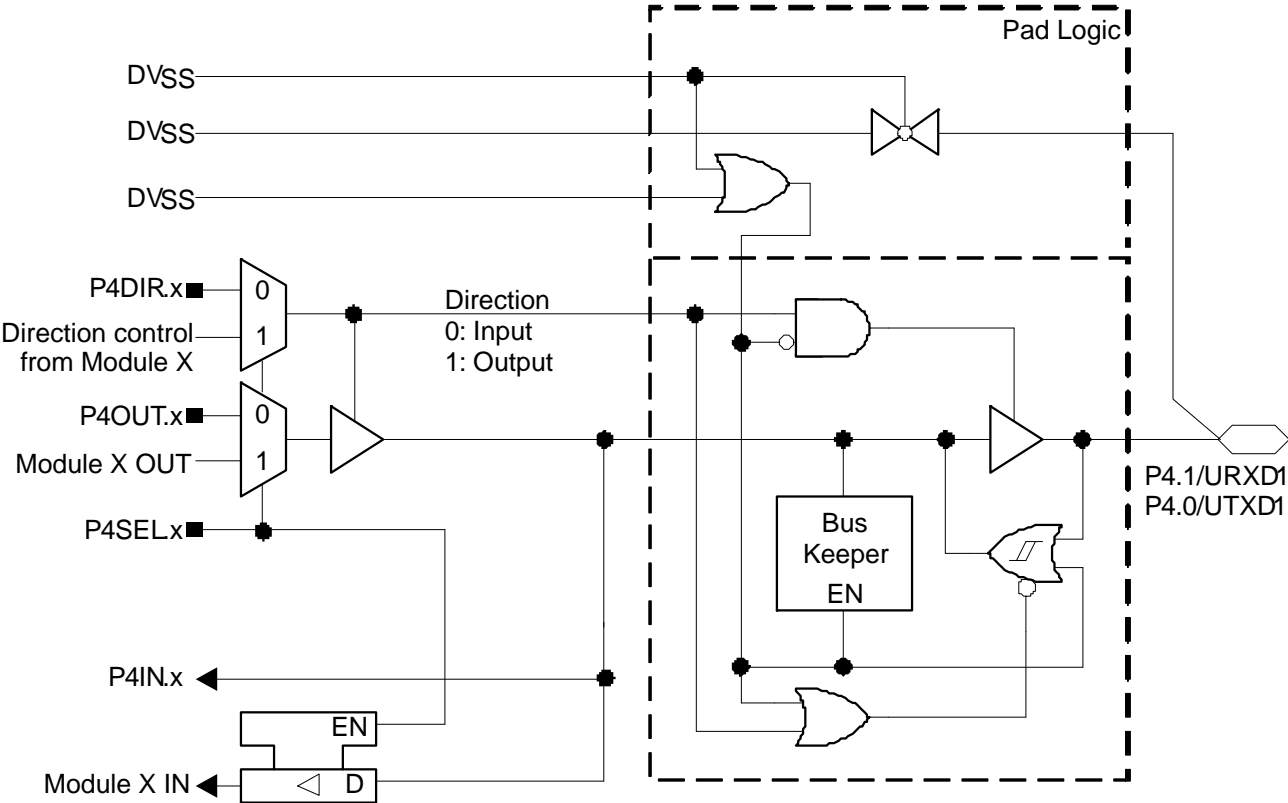 Pad Logic
DVSS
DVSS
DVSS
P4DIR.x
0
Direction control
from Module X
1
Direction
0: Input
1: Output
P4OUT.x
0
Module X OUT
1
P4SEL.x
P4.1/URXD1
P4.0/UTXD1
Bus
Keeper
EN
P4IN.x
EN
Module X IN
D